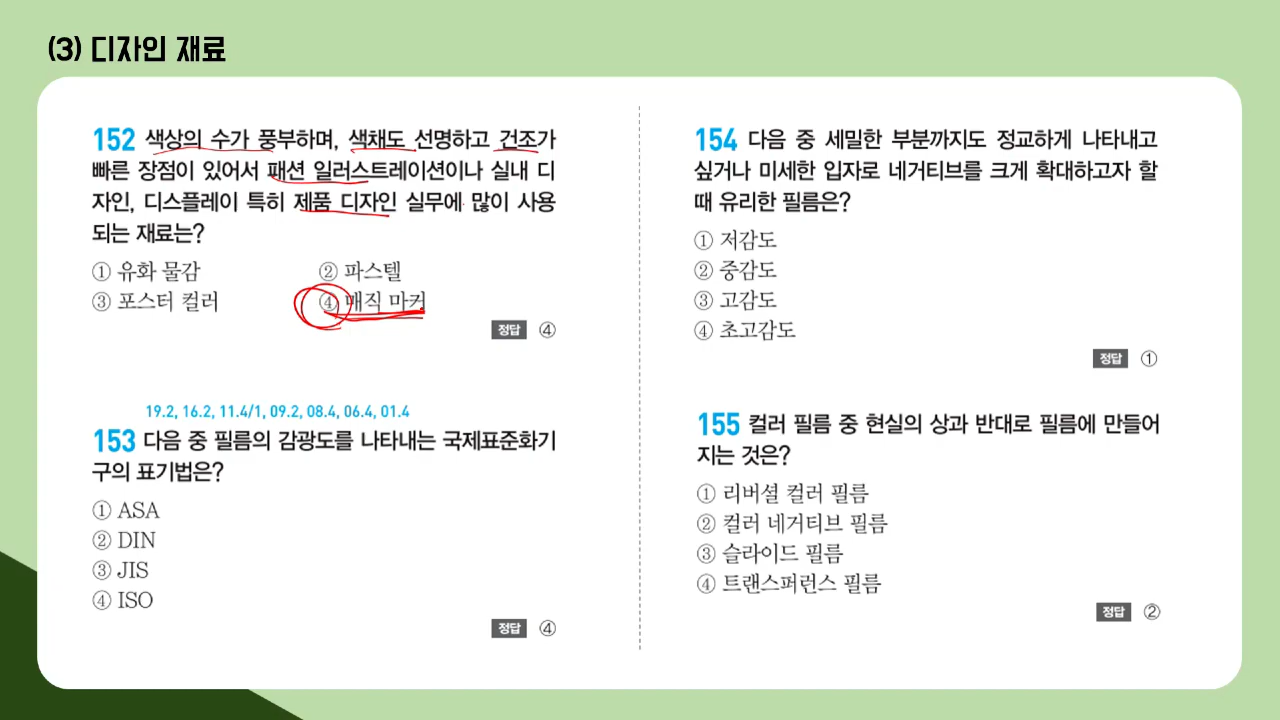 (3) 디자인 재료
152 색상의 수가 풍부하며, 색채도 선명하고 건조가
빠른 장점이 있어서 패션 일러스트레이션이나 실내 디
자인, 디스플레이 특히 제품 디자인 실무에 많이 사용
되는 재료는?
① 유화 물감 ② 파스텔
③ 포스터 컬러 ④ 매직 마커
정답 ④
19.2, 16.2, 11.4/1, 09.2, 08.4, 06.4, 01.4
153 다음 중 필름의 감광도를 나타내는 국제표준화기
구의 표기법은?
① ASA
② DIN
③ JIS
④ ISO
정답 ④
154 다음 중 세밀한 부분까지도 정교하게 나타내고
싶거나 미세한 입자로 네거티브를 크게 확대하고자 할
때 유리한 필름은?
① 저감도
② 중감도
③ 고감도
④ 초고감도
정답 ①
155 컬러 필름 중 현실의 상과 반대로 필름에 만들어
지는 것은?
① 리버셜 컬러 필름
② 컬러 네거티브 필름
③ 슬라이드 필름
④ 트랜스퍼런스 필름
정답 ②